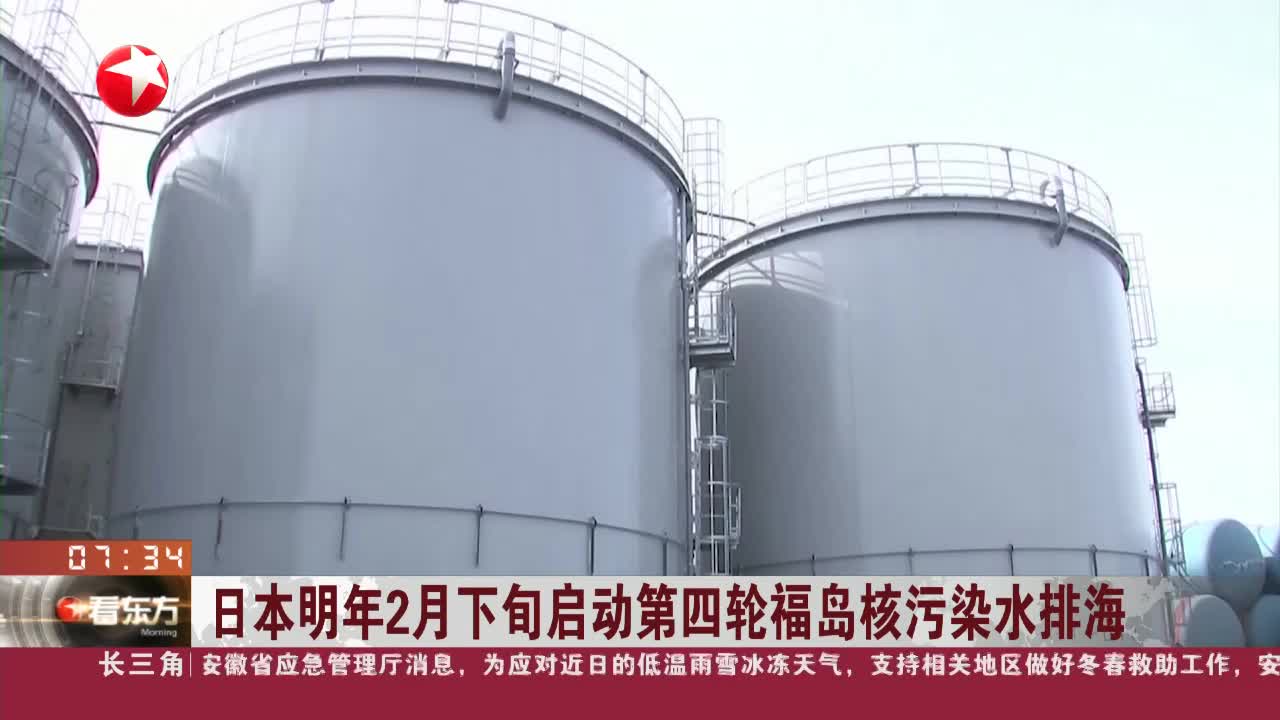 07:34
看东方
Morning
日本明年2月下旬启动第四轮福岛核污染水排海
长三角 安徽省应急管理厅消息，为应对近日的低温雨雪冰冻天气，支持相关地区做好冬春救助工作，安